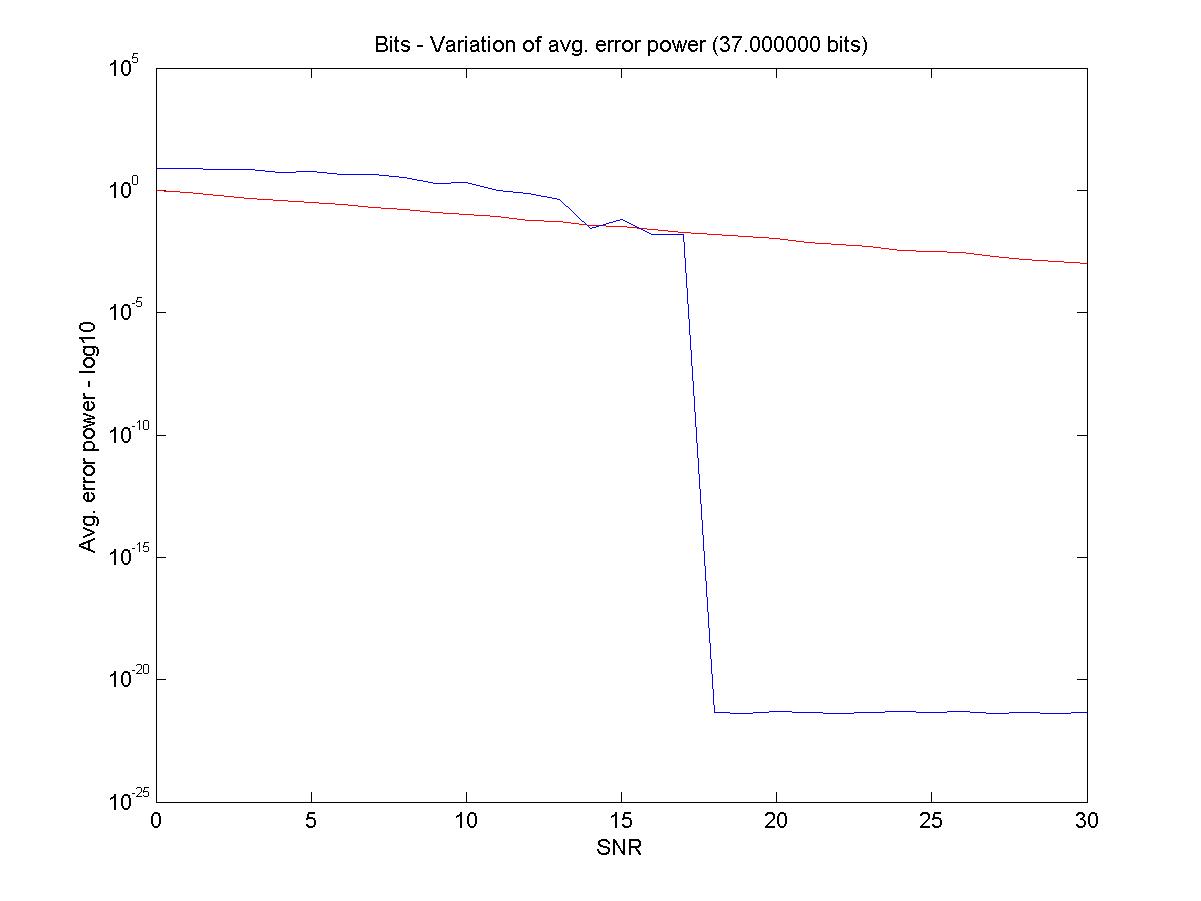 Bits - Variation of avg. error power (37.000000 bits)
10^5
10^0
10^-5
10^-10
10^-15
10^-20
10^-25
Avg. error power - log10
0 5 10 15 20 25 30
SNR